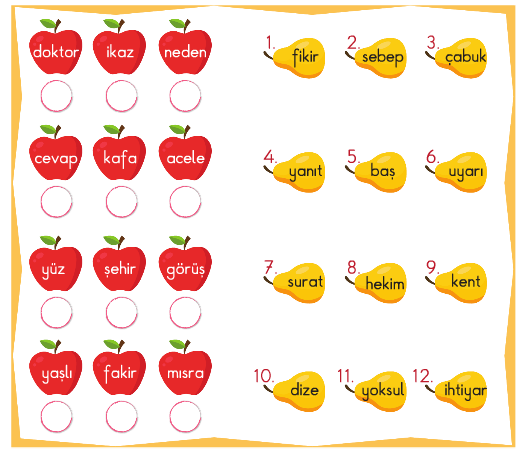 doktor ikaz neden
1. fikir 2. sebep 3. çabuk
cevap kafa acele
4. yanıt 5. baş 6. uyarı
yüz şehir görüş
7. surat 8. hekim 9. kent
yaşlı fakir mısra
10. dize 11. yoksul 12. ihtiyar